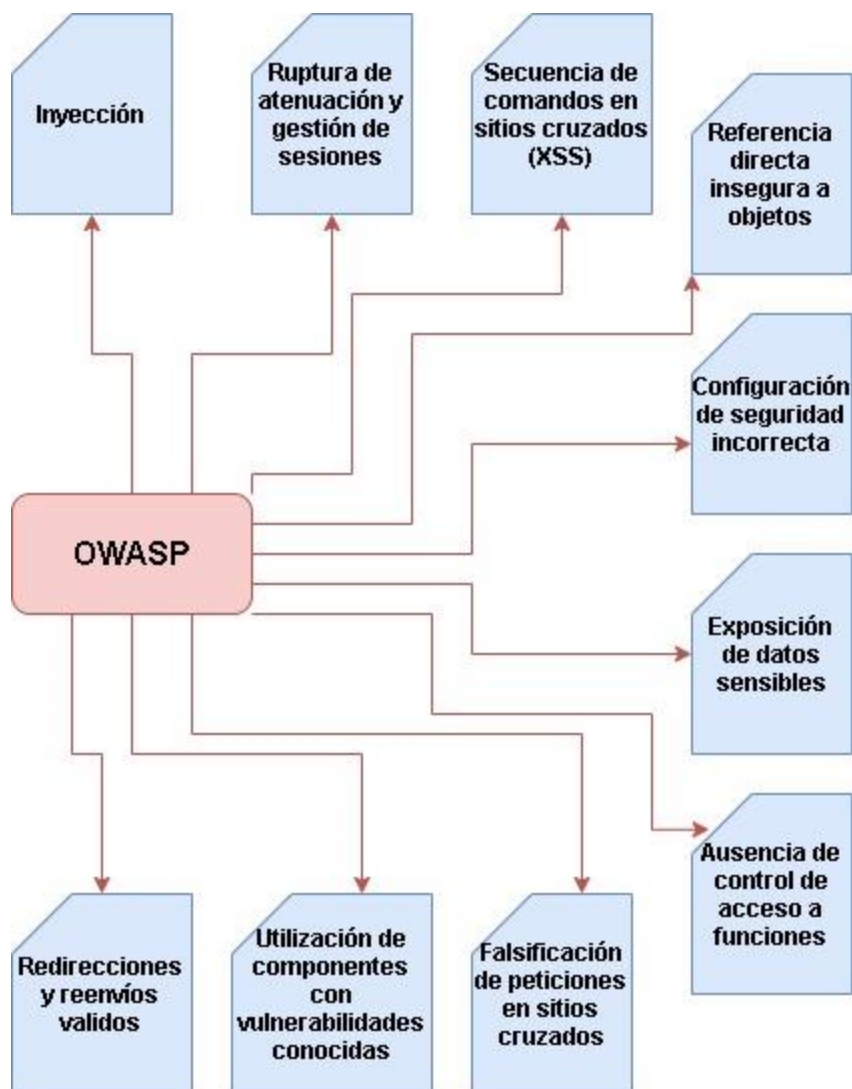 Inyección
Ruptura de
atenuación y
gestión de
sesiones
Secuencia de
comandos en
sitios cruzados
(XSS)
Referencia
directa
insegura a
objetos
Configuración
de seguridad
incorrecta
OWASP
Exposición
de datos
sensibles
Ausencia de
control de
acceso a
funciones
Redirecciones
y reenvíos
validos
Utilización de
componentes
con
vulnerabilidades
conocidas
Falsificación
de peticiones
en sitios
cruzados